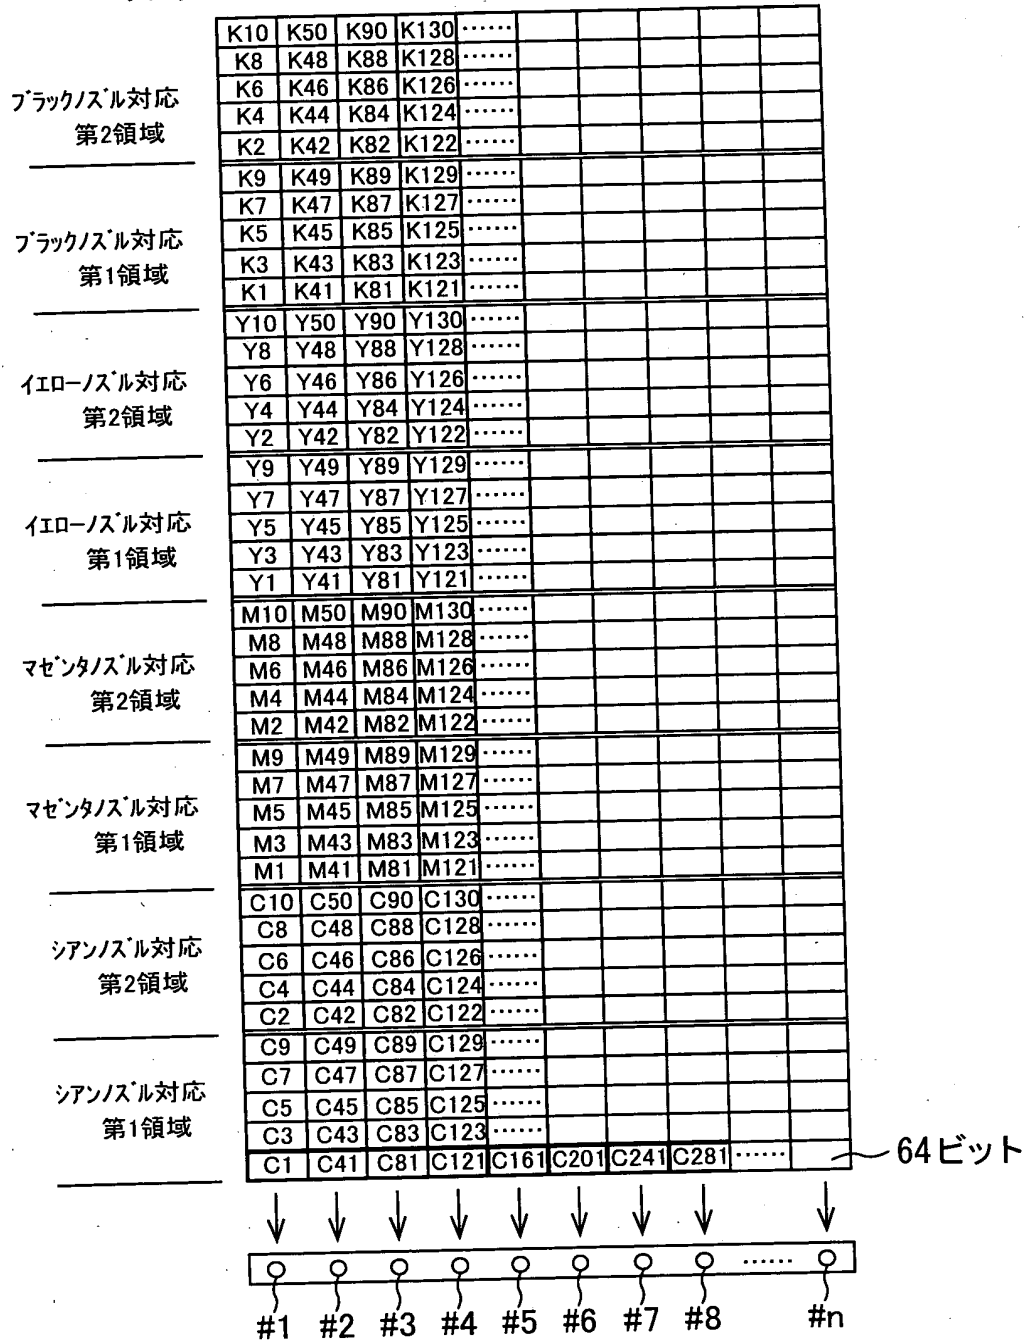 K10 K50 K90 K130 ……
K8 K48 K88 K128 ……
K6 K46 K86 K126 ……
K4 K44 K84 K124 ……
K2 K42 K82 K122 ……
ブラックノズル対応
第2領域
K9 K49 K89 K129 ……
K7 K47 K87 K127 ……
K5 K45 K85 K125 ……
K3 K43 K83 K123 ……
K1 K41 K81 K121 ……
ブラックノズル対応
第1領域
Y10 Y50 Y90 Y130 ……
Y8 Y48 Y88 Y128 ……
Y6 Y46 Y86 Y126 ……
Y4 Y44 Y84 Y124 ……
Y2 Y42 Y82 Y122 ……
イエローノズル対応
第2領域
Y9 Y49 Y89 Y129 ……
Y7 Y47 Y87 Y127 ……
Y5 Y45 Y85 Y125 ……
Y3 Y43 Y83 Y123 ……
Y1 Y41 Y81 Y121 ……
イエローノズル対応
第1領域
M10 M50 M90 M130 ……
M8 M48 M88 M128 ……
M6 M46 M86 M126 ……
M4 M44 M84 M124 ……
M2 M42 M82 M122 ……
マゼンタノズル対応
第2領域
M9 M49 M89 M129 ……
M7 M47 M87 M127 ……
M5 M45 M85 M125 ……
M3 M43 M83 M123 ……
M1 M41 M81 M121 ……
マゼンタノズル対応
第1領域
C10 C50 C90 C130 ……
C8 C48 C88 C128 ……
C6 C46 C86 C126 ……
C4 C44 C84 C124 ……
C2 C42 C82 C122 ……
シアンノズル対応
第2領域
C9 C49 C89 C129 ……
C7 C47 C87 C127 ……
C5 C45 C85 C125 ……
C3 C43 C83 C123 ……
C1 C41 C81 C121 C161 C201 C241 C281 ……
シアンノズル対応
第1領域
64ビット
……
#1 #2 #3 #4 #5 #6 #7 #8 #n